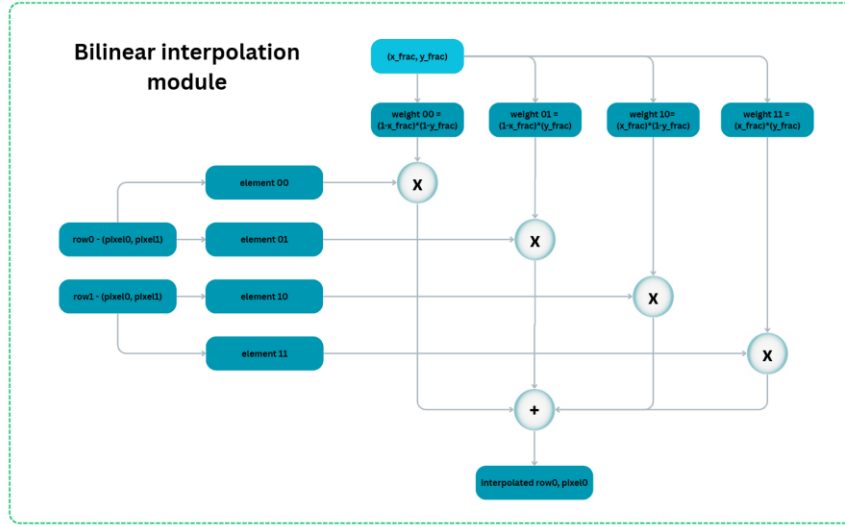 Bilinear interpolation
module
(x_frac, y_frac)
weight 00 =
(1-x_frac)*(1-y_frac)
weight 01 =
(1-x_frac)*(y_frac)
weight 10=
(x_frac)*(1-y_frac)
weight 11 =
(x_frac)*(y_frac)
element 00
X
row0 - (pixel0, pixel1)
element 01
X
row1 - (pixel0, pixel1)
element 10
X
element 11
X
+
Interpolated row0, pixel0